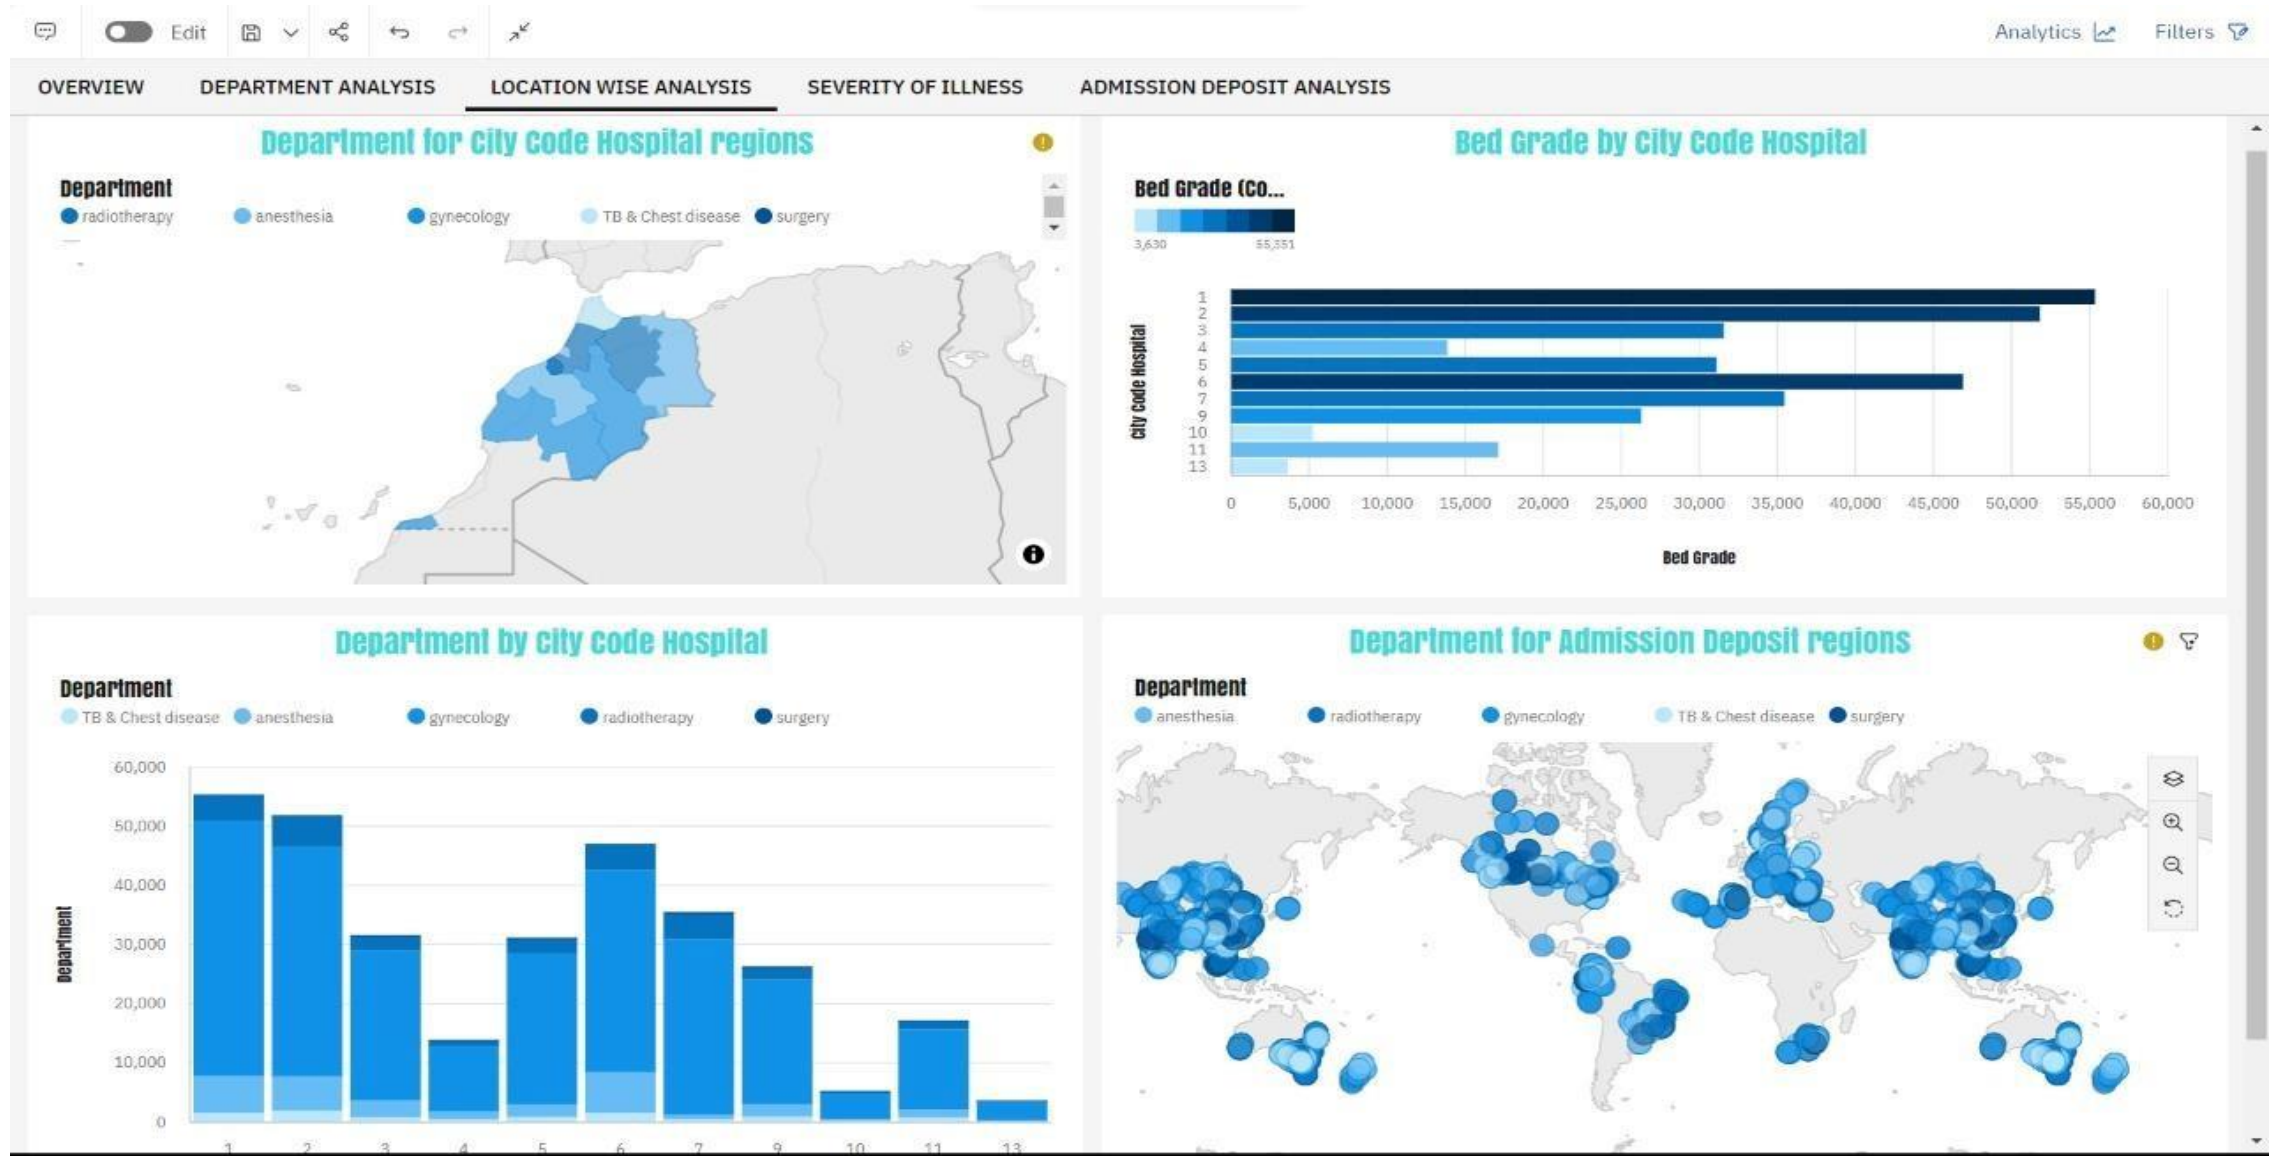 Edit
Analytics
Filters
OVERVIEW DEPARTMENT ANALYSIS LOCATION WISE ANALYSIS SEVERITY OF ILLNESS ADMISSION DEPOSIT ANALYSIS
Department for City Code Hospital regions
Department
radiotherapy anesthesia gynecology TB & Chest disease surgery
Bed Grade by City Code Hospital
Bed Grade (Co...
3,630 55,351
City Code Hospital
1
2
3
4
5
6
7
9
10
11
13
0 5,000 10,000 15,000 20,000 25,000 30,000 35,000 40,000 45,000 50,000 55,000 60,000
Bed Grade
Department by City Code Hospital
Department
TB & Chest disease anesthesia gynecology radiotherapy surgery
Department
60,000
50,000
40,000
30,000
20,000
10,000
0
1 2 3 4 5 6 7 9 10 11 13
Department for Admission Deposit regions
Department
anesthesia radiotherapy gynecology TB & Chest disease surgery